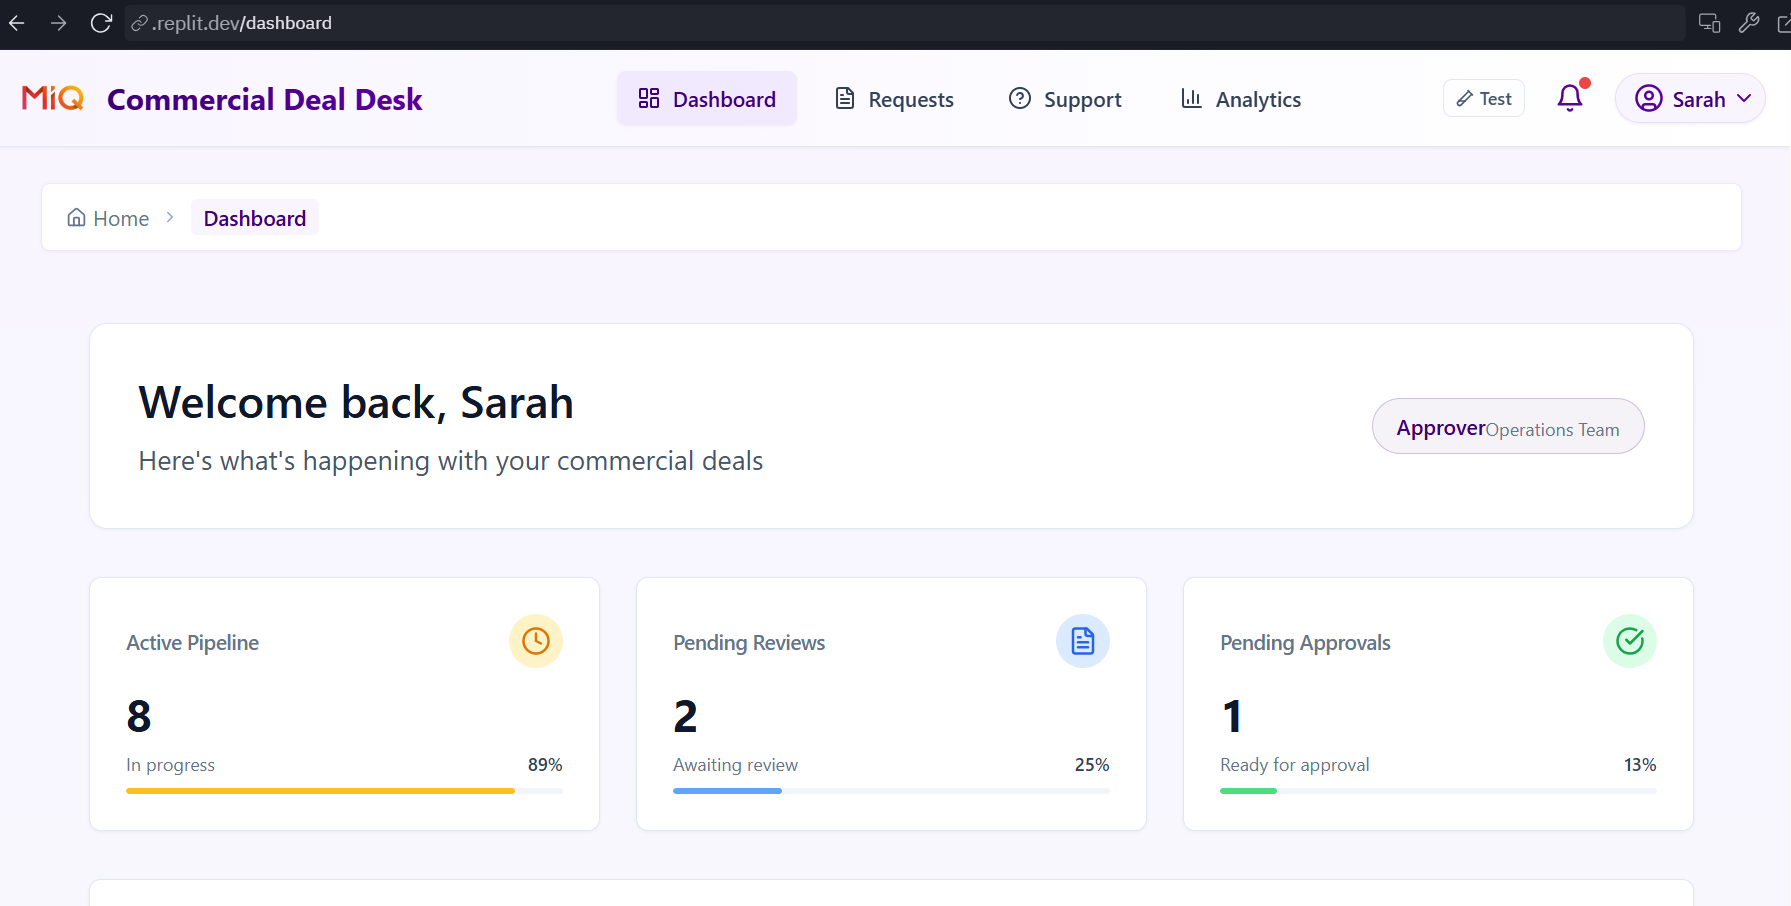 .replit.dev/dashboard
MiQ Commercial Deal Desk Dashboard Requests Support Analytics Test Sarah
Home Dashboard
Welcome back, Sarah
Here's what's happening with your commercial deals
Approver Operations Team
Active Pipeline
8
In progress 89%
Pending Reviews
2
Awaiting review 25%
Pending Approvals
1
Ready for approval 13%